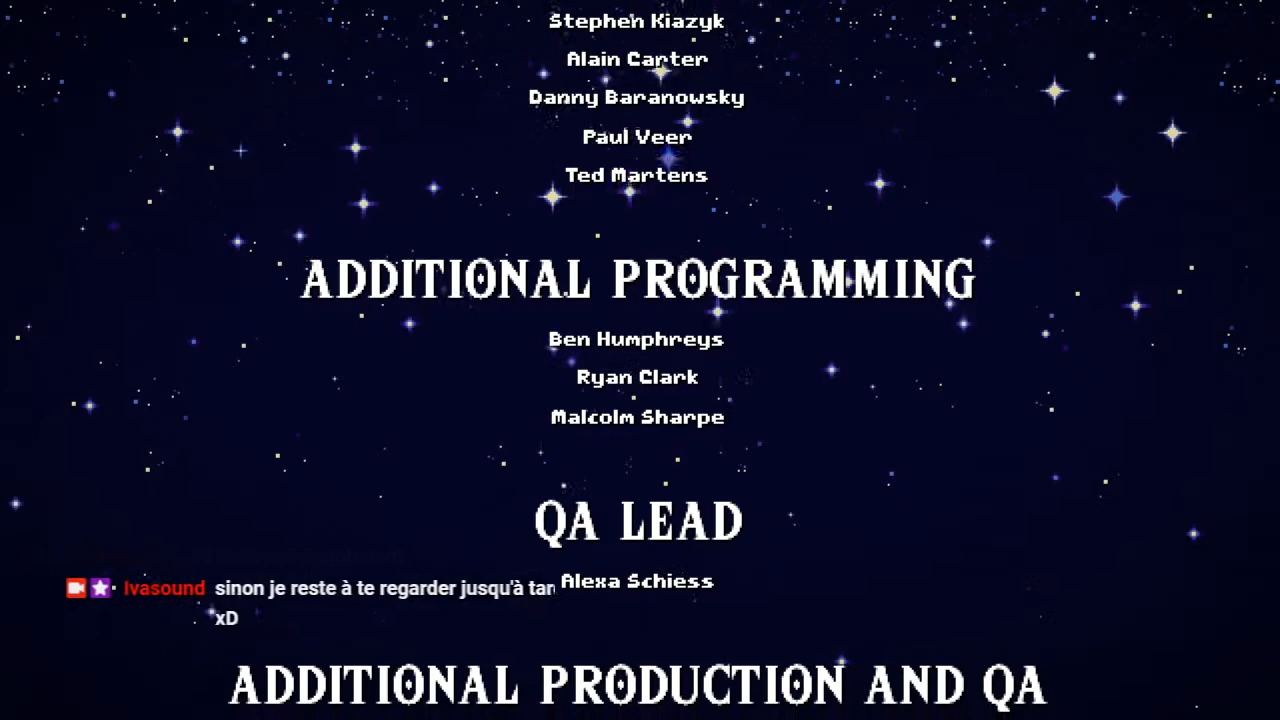 Stephen Kiazyk
Alain Carter
Danny Baranowsky
Paul Veer
Ted Martens
ADDITIONAL PROGRAMMING
Ben Humphreys
Ryan Clark
Malcolm Sharpe
QA LEAD
Alexa Schiess
Ivasound sinon je reste à te regarder jusqu'à
xD
ADDITIONAL PRODUCTION AND QA